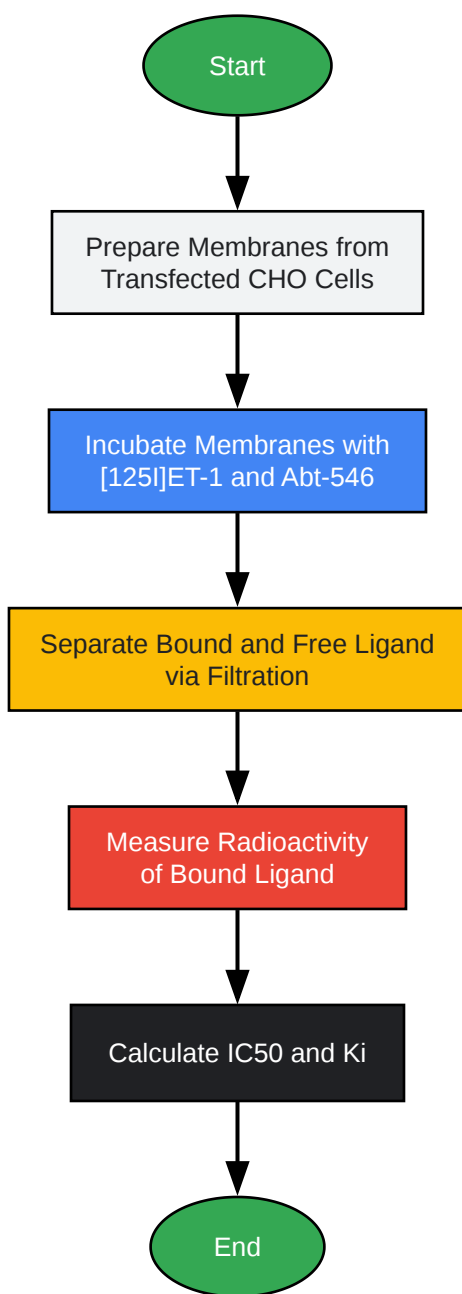 Start
Prepare Membranes from
Transfected CHO Cells
Incubate Membranes with
[125I]ET-1 and Abt-546
Separate Bound and Free Ligand
via Filtration
Measure Radioactivity
of Bound Ligand
Calculate IC50 and Ki
End